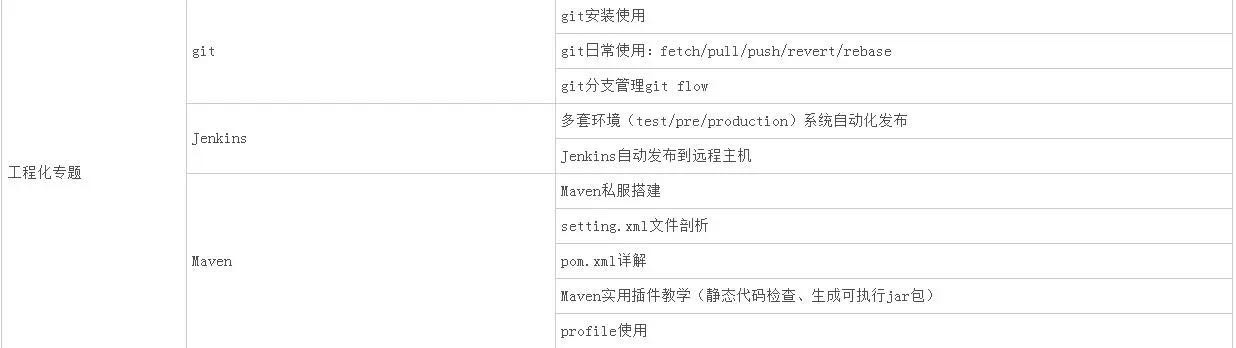 工程化专题
git
git安装使用
git日常使用：fetch/pull/push/revert/rebase
git分支管理git flow
Jenkins
多套环境（test/pre/production）系统自动化发布
Jenkins自动发布到远程主机
Maven
Maven私服搭建
setting.xml文件剖析
pom.xml详解
Maven实用插件教学（静态代码检查、生成可执行jar包）
profile使用